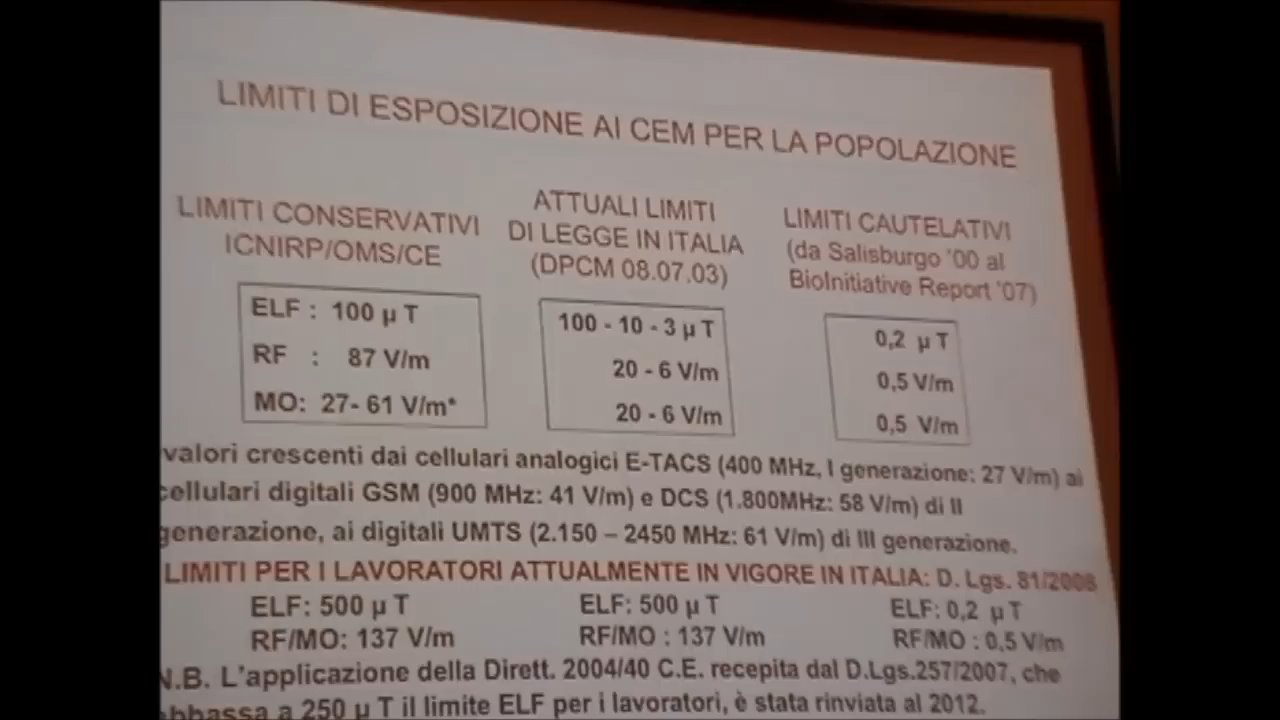 LIMITI DI ESPOSIZIONE AI CEM PER LA POPOLAZIONE
LIMITI CONSERVATIVI
ICNIRP/OMS/CE
ELF : 100 µ T
RF : 87 V/m
MO: 27- 61 V/m*
ATTUALI LIMITI
DI LEGGE IN ITALIA
(DPCM 08.07.03)
100 - 10 - 3 µ T
20 - 6 V/m
20 - 6 V/m
LIMITI CAUTELATIVI
(da Salisburgo '00 al
BioInitiative Report '07)
0,2 µ T
0,5 V/m
0,5 V/m
valori crescenti dai cellulari analogici E-TACS (400 MHz, I generazione: 27 V/m) ai
cellulari digitali GSM (900 MHz: 41 V/m) e DCS (1.800MHz: 58 V/m) di II
generazione, ai digitali UMTS (2.150 – 2450 MHz: 61 V/m) di III generazione.
LIMITI PER I LAVORATORI ATTUALMENTE IN VIGORE IN ITALIA: D. Lgs. 81/2008
ELF: 500 µ T ELF: 500 µ T ELF: 0,2 µ T
RF/MO: 137 V/m RF/MO : 137 V/m RF/MO : 0,5 V/m
N.B. L'applicazione della Dirett. 2004/40 C.E. recepita dal D.Lgs.257/2007, che
abbassa a 250 µ T il limite ELF per i lavoratori, è stata rinviata al 2012.